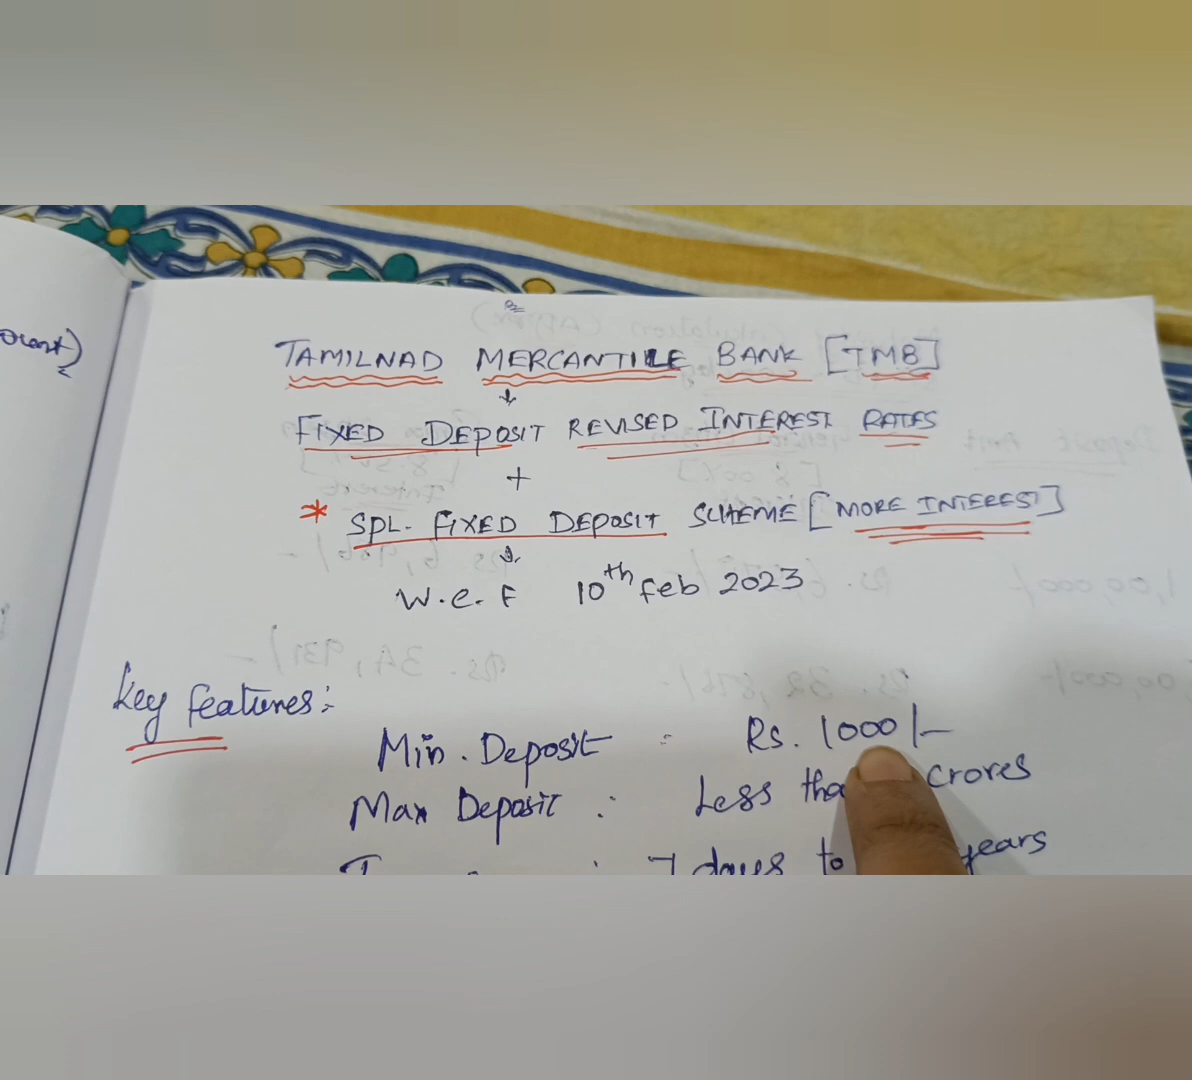 ocent)
TAMILNAD MERCANTILE BANK [TMB]
FIXED DEPOSIT REVISED INTEREST RATES
+
* SPL. FIXED DEPOSIT SCHEME [MORE INTEREST]
W.e.F 10th feb 2023
Key features:-
Min. Deposit : Rs. 1000/-
Max Deposit : Less crores
: 7 days to years